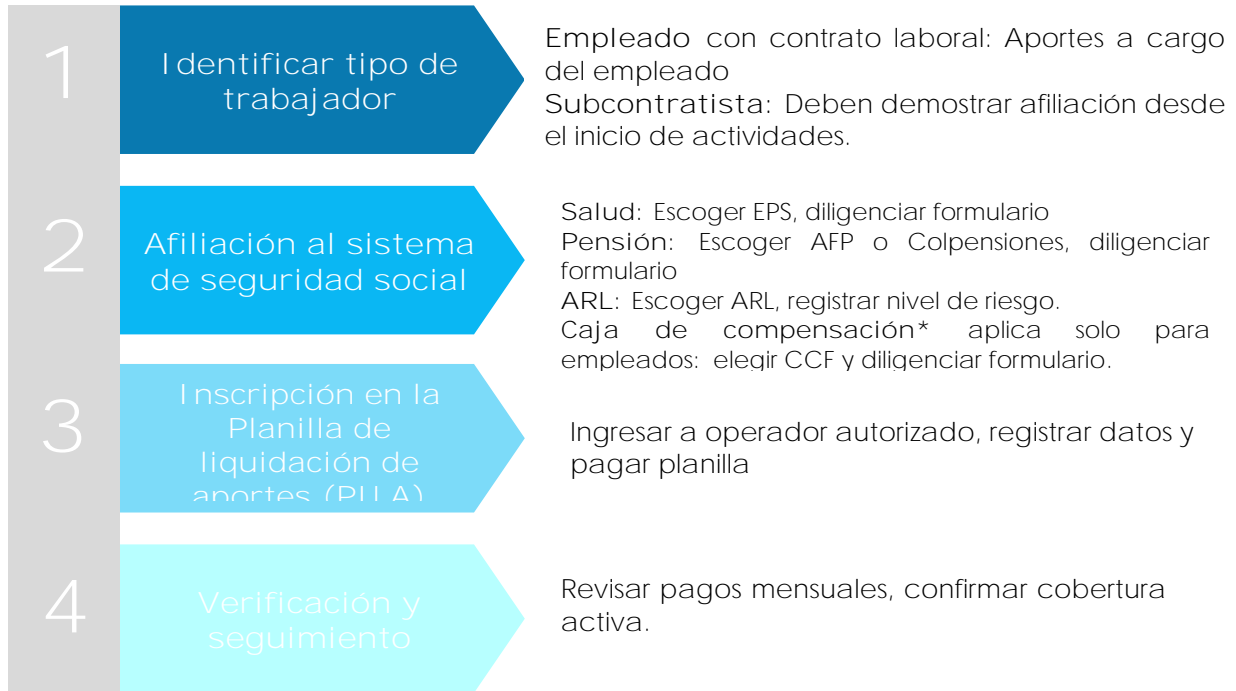 1
Identificar tipo de
trabajador
Empleado con contrato laboral: Aportes a cargo
del empleado
Subcontratista: Deben demostrar afiliación desde
el inicio de actividades.
2
Afiliación al sistema
de seguridad social
Salud: Escoger EPS, diligenciar formulario
Pensión: Escoger AFP o Colpensiones, diligenciar
formulario
ARL: Escoger ARL, registrar nivel de riesgo.
Caja de compensación* aplica solo para
empleados: elegir CCF y diligenciar formulario.
3
Inscripción en la
Planilla de
liquidación de
aportes (PILA)
Ingresar a operador autorizado, registrar datos y
pagar planilla
4
Verificación y
seguimiento
Revisar pagos mensuales, confirmar cobertura
activa.